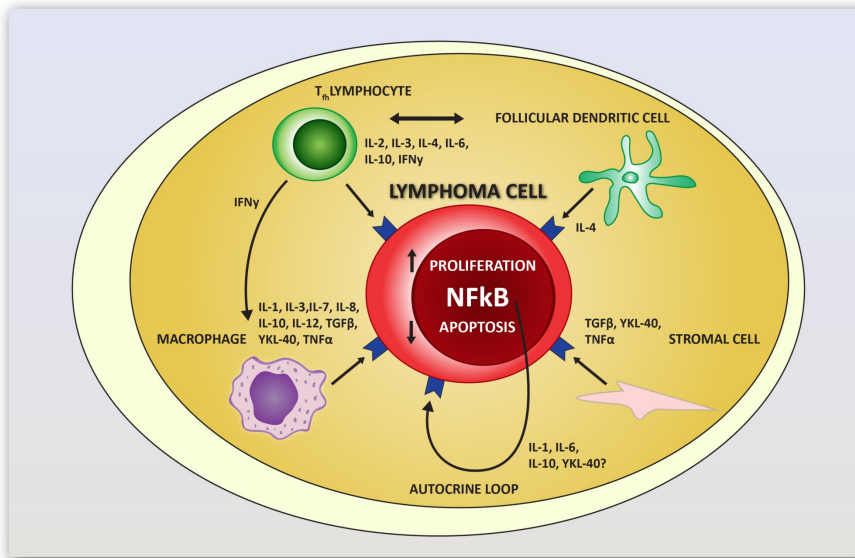 TfhLYMPHOCYTE
FOLLICULAR DENDRITIC CELL
IL-2, IL-3, IL-4, IL-6,
IL-10, IFNγ
LYMPHOMA CELL
IFNγ
IL-4
PROLIFERATION
NFkB
APOPTOSIS
IL-1, IL-3,IL-7, IL-8,
IL-10, IL-12, TGFβ,
YKL-40, TNFα
MACROPHAGE
TGFβ, YKL-40,
TNFα
STROMAL CELL
IL-1, IL-6,
IL-10, YKL-40?
AUTOCRINE LOOP